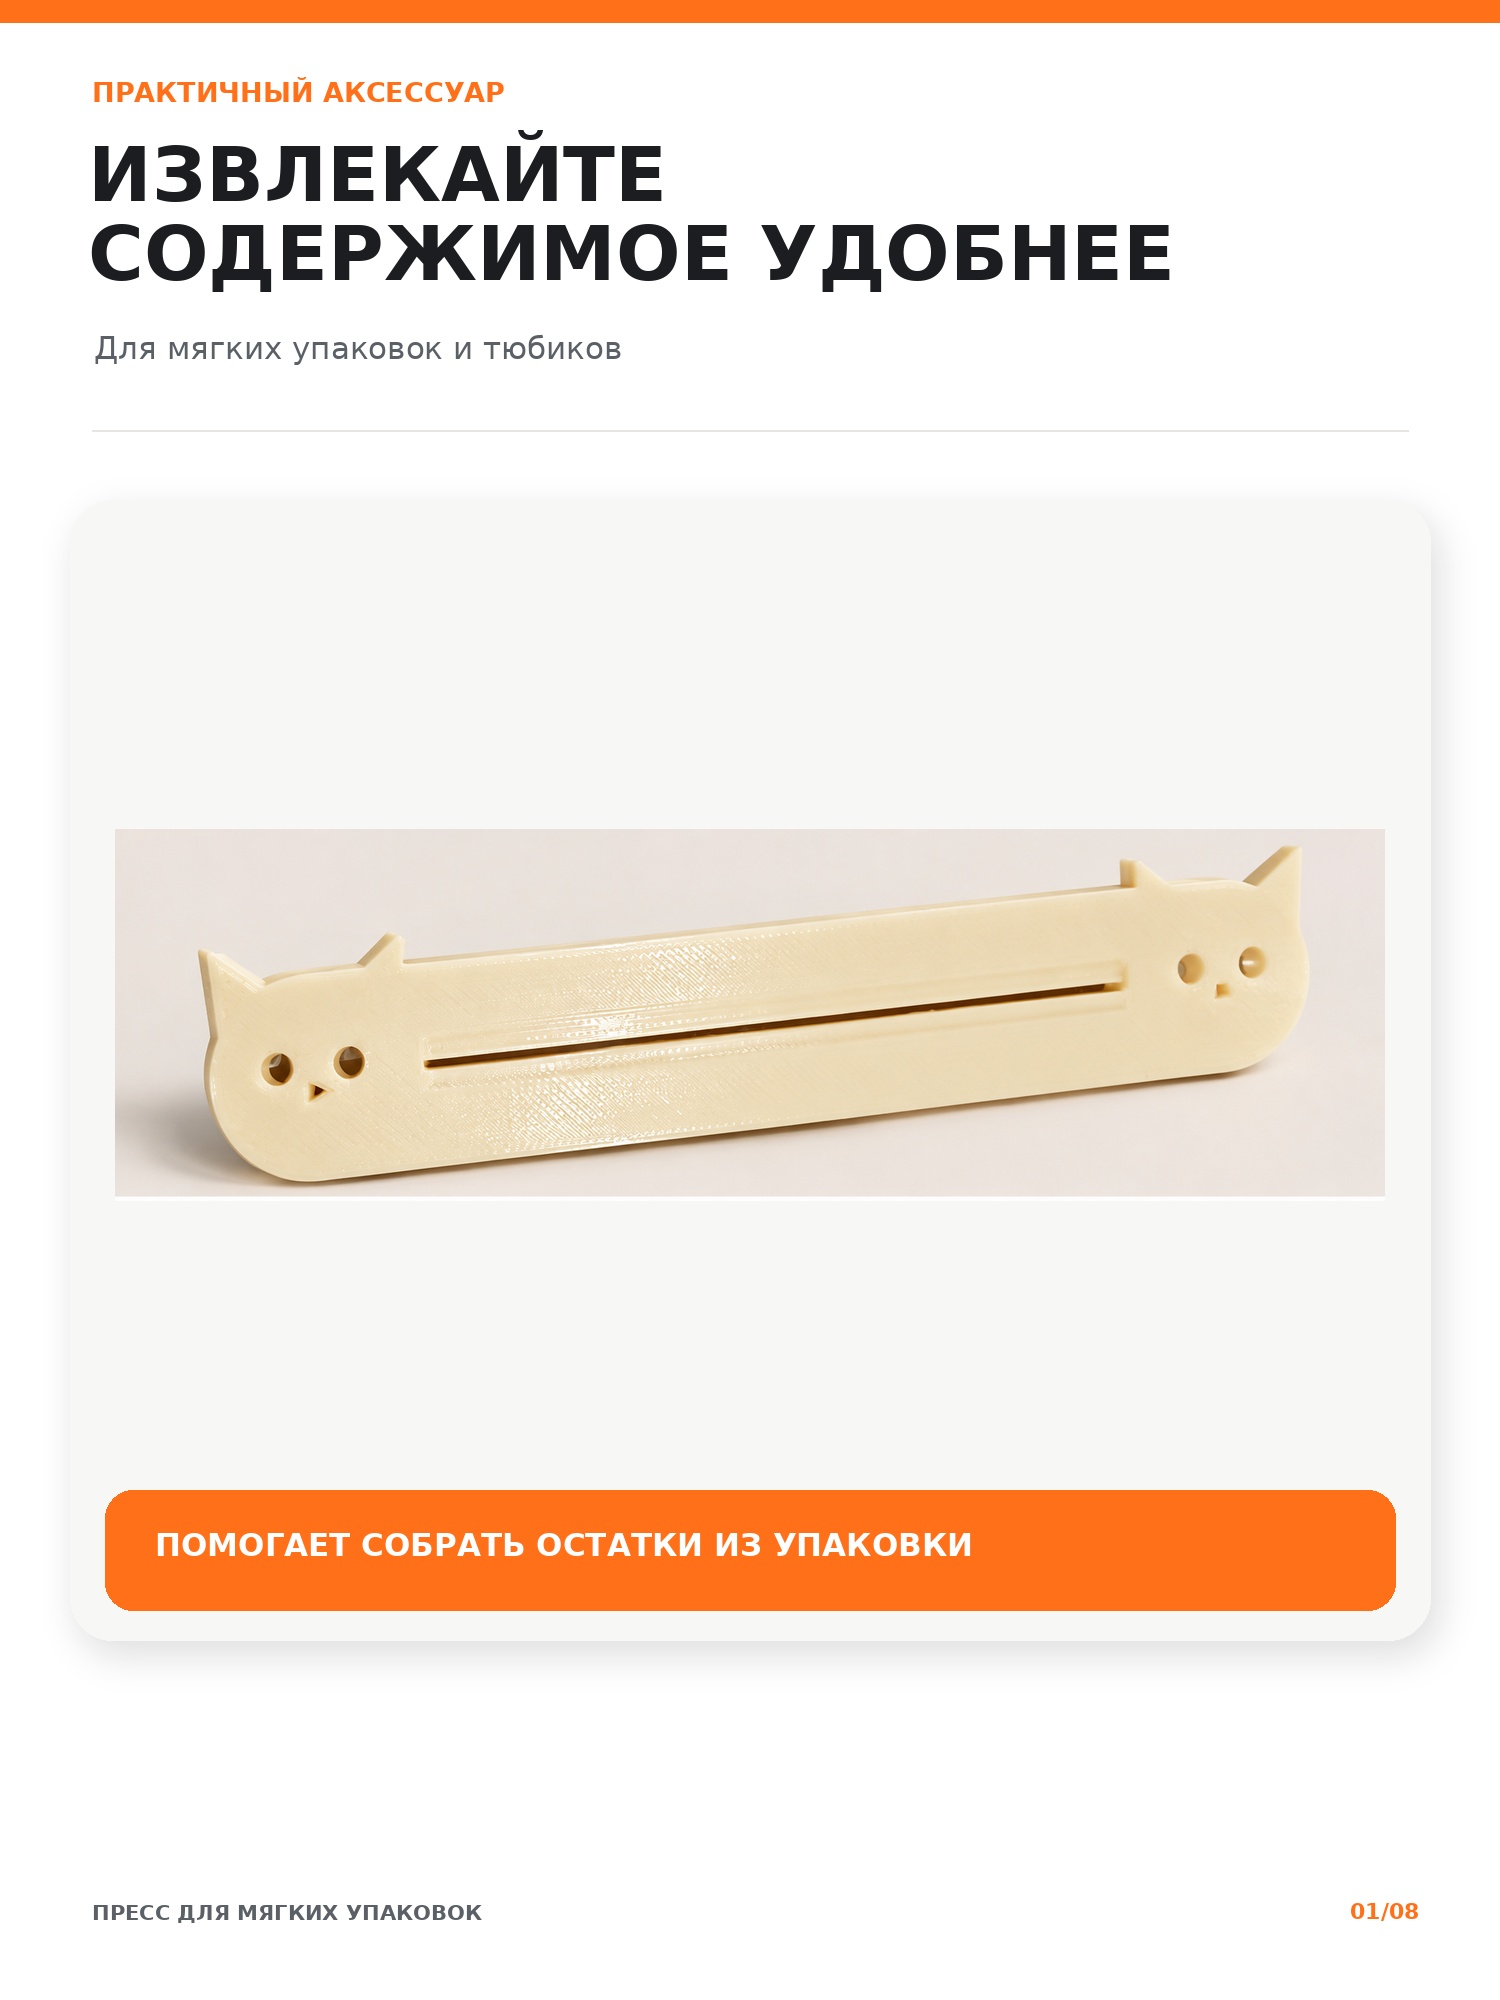 ПРАКТИЧНЫЙ АКСЕССУАР
ИЗВЛЕКАЙТЕ
СОДЕРЖИМОЕ УДОБНЕЕ
Для мягких упаковок и тюбиков
ПОМОГАЕТ СОБРАТЬ ОСТАТКИ ИЗ УПАКОВКИ
ПРЕСС ДЛЯ МЯГКИХ УПАКОВОК
01/08